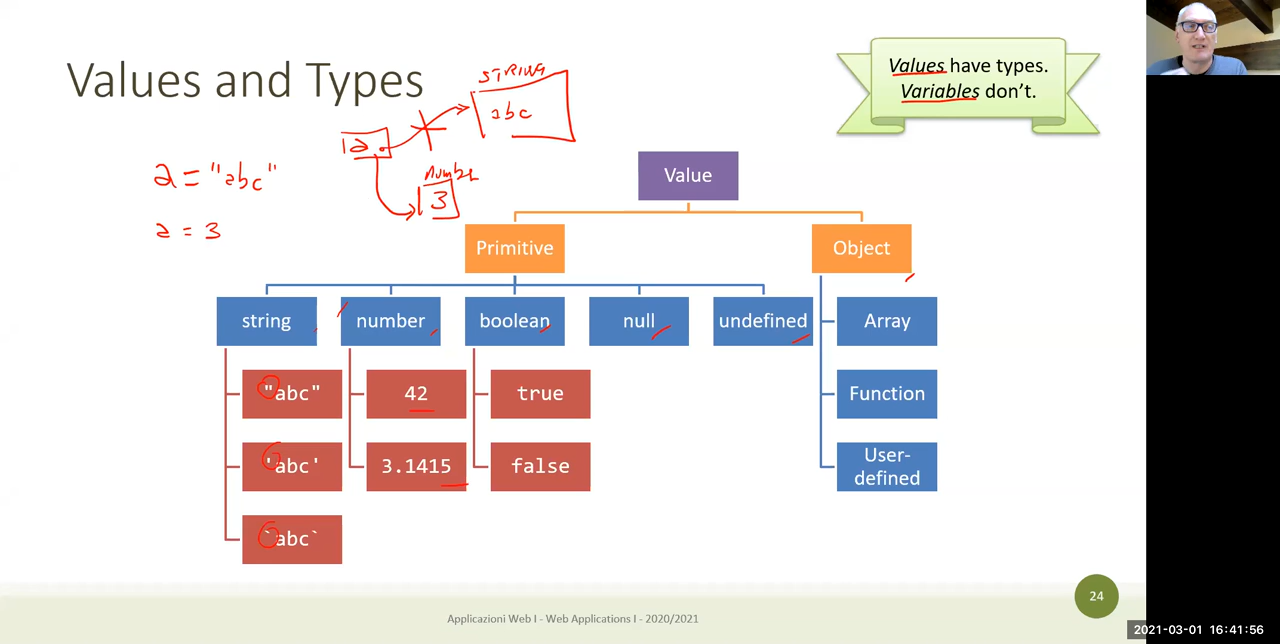 Values and Types
Values have types.
Variables don't.
STRING
abc
a
number
3
a = "abc"
a = 3
Value
Primitive
Object
string
number
boolean
null
undefined
Array
"abc"
42
true
Function
'abc'
3.1415
false
User-
defined
`abc`
24
Applicazioni Web I - Web Applications I - 2020/2021
2021-03-01 16:41:56